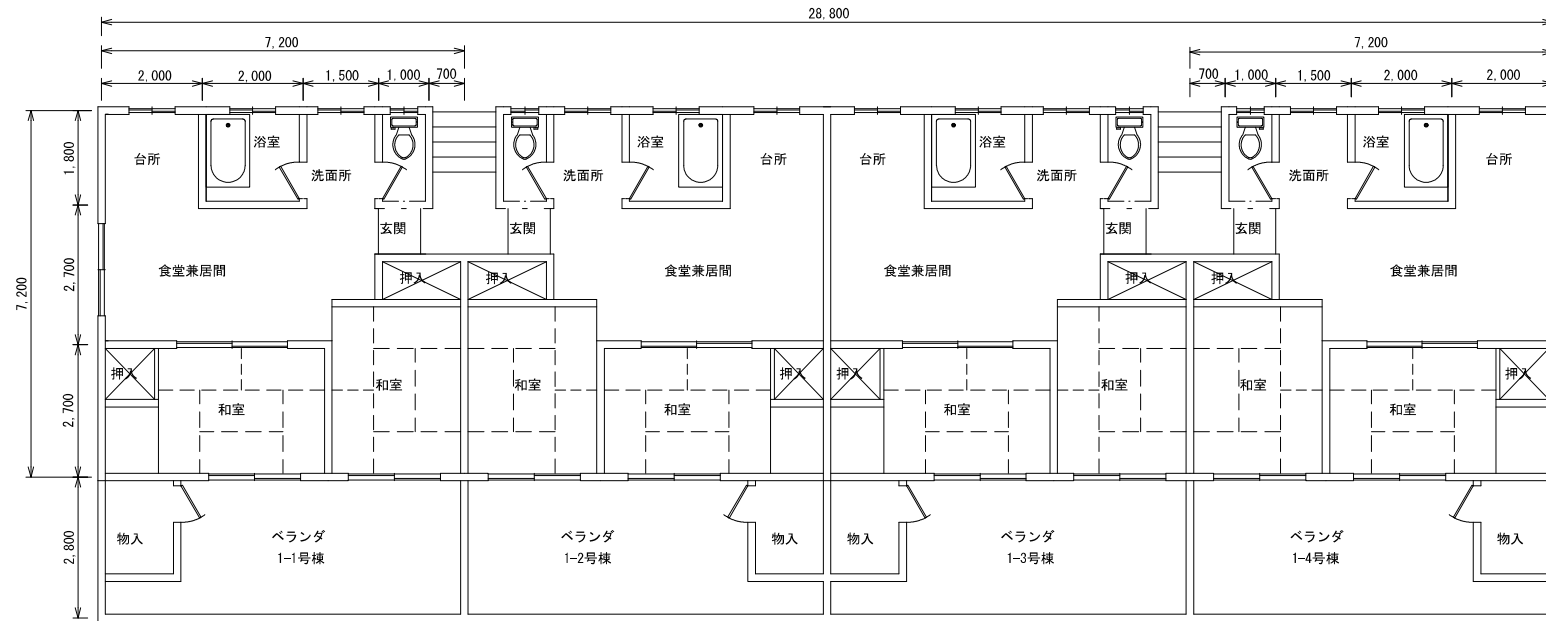 28,800
7,200
7,200
2,000
2,000
1,500
1,000
700
700
1,000
1,500
2,000
2,000
1,800
2,700
2,700
7,200
2,800
台所
浴室
洗面所
洗面所
浴室
台所
台所
浴室
洗面所
洗面所
浴室
台所
玄関
玄関
玄関
玄関
食堂兼居間
押入
押入
食堂兼居間
食堂兼居間
押入
押入
食堂兼居間
押入
和室
和室
和室
和室
押入
押入
和室
和室
和室
和室
押入
物入
ベランダ
1-1号棟
ベランダ
1-2号棟
物入
物入
ベランダ
1-3号棟
ベランダ
1-4号棟
物入